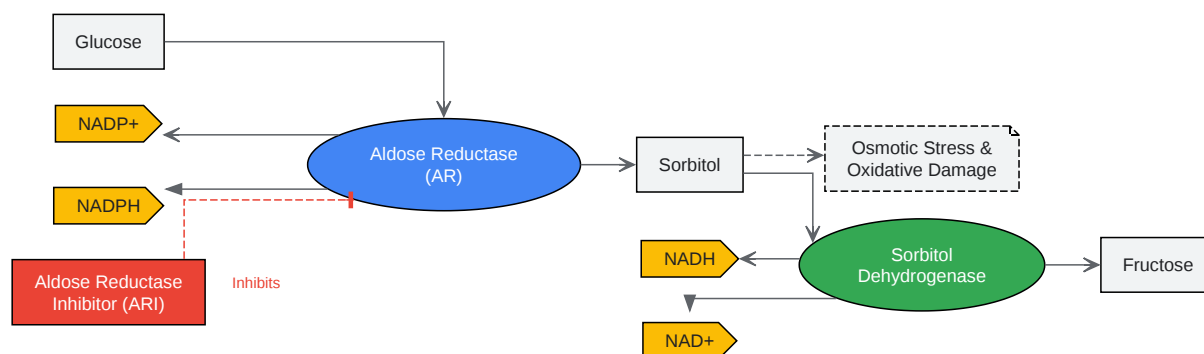 Glucose
NADP+
Aldose Reductase
(AR)
Sorbitol
Osmotic Stress &
Oxidative Damage
NADPH
Aldose Reductase
Inhibitor (ARI)
Inhibits
NADH
Sorbitol
Dehydrogenase
Fructose
NAD+